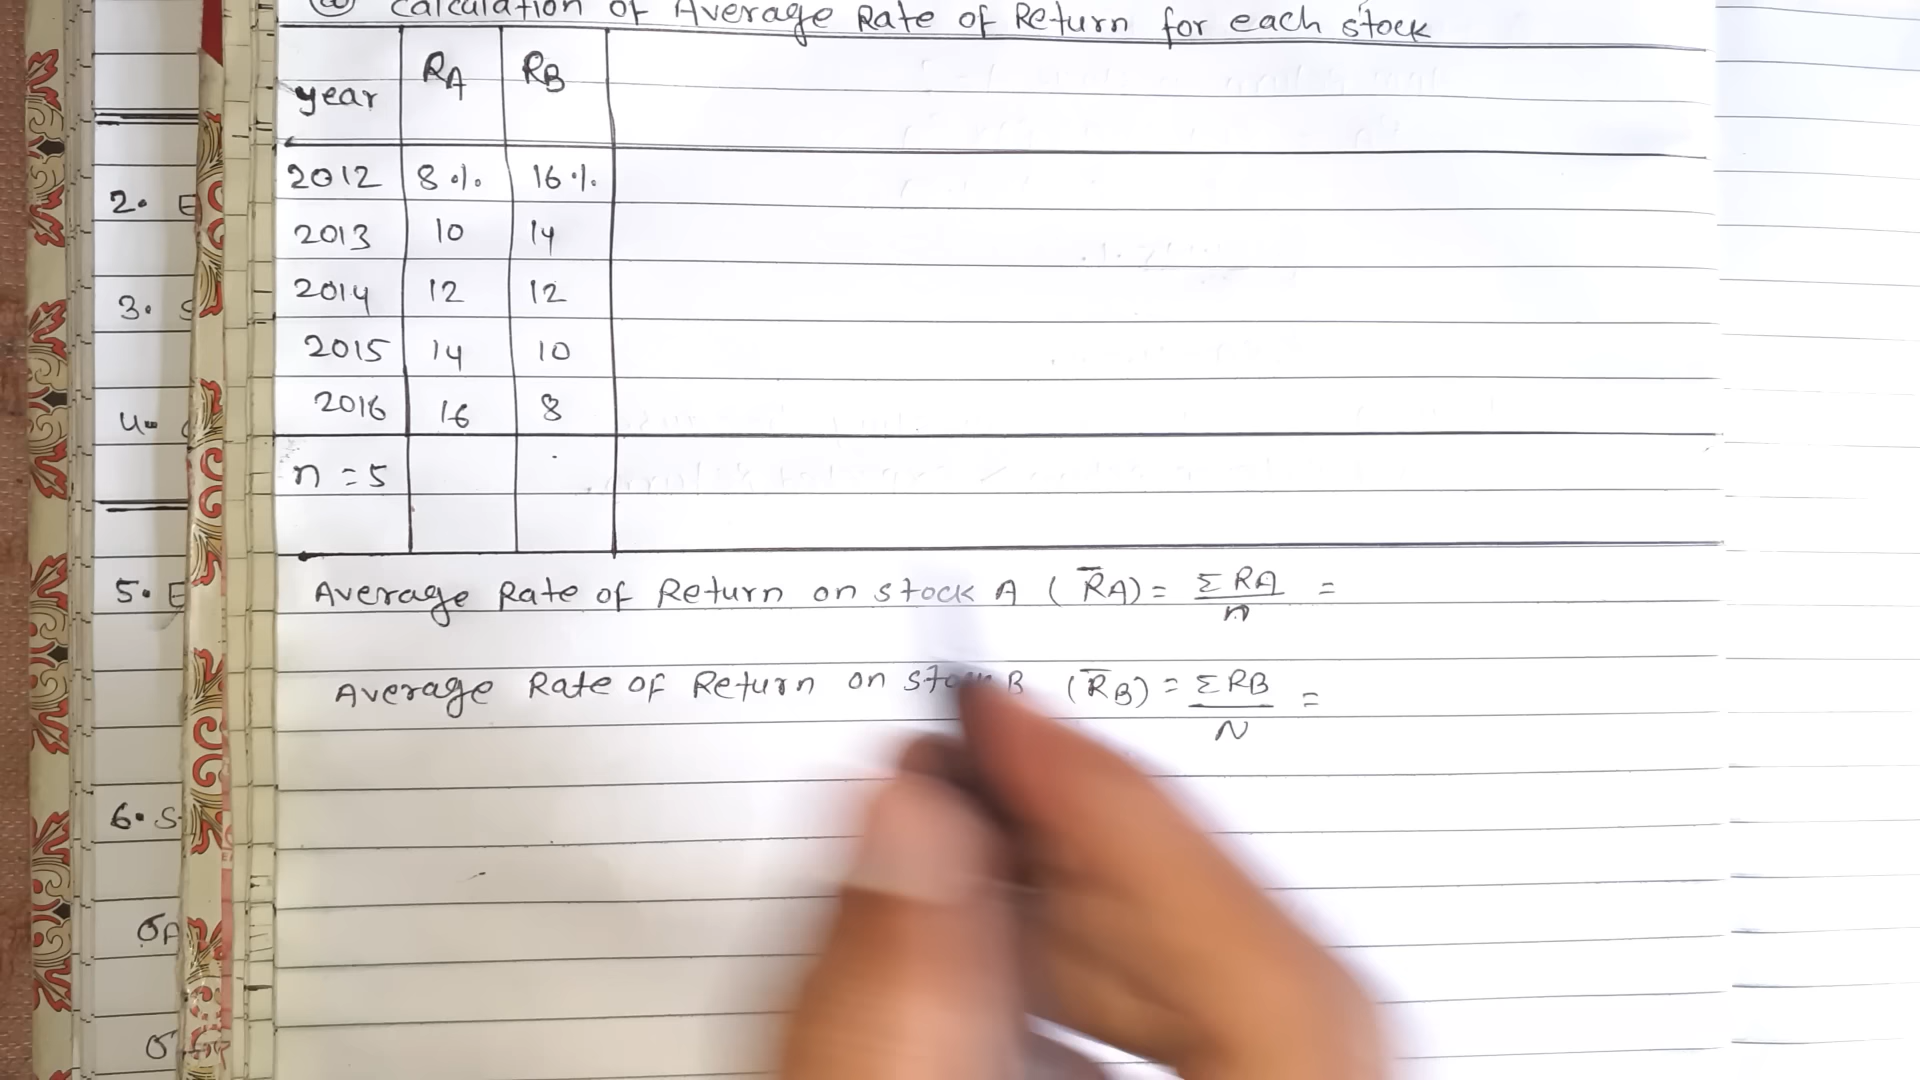 ⓐ Calculation of Average Rate of Return for each stock
year RA RB
2012 8% 16%
2013 10 14
2014 12 12
2015 14 10
2016 16 8
n = 5
Average Rate of Return on stock A ( R̄A) = ΣRA / n =
Average Rate of Return on B (R̄B) = ΣRB / N =
2. E
3. S
4.
5. E
6. S
σA
σ